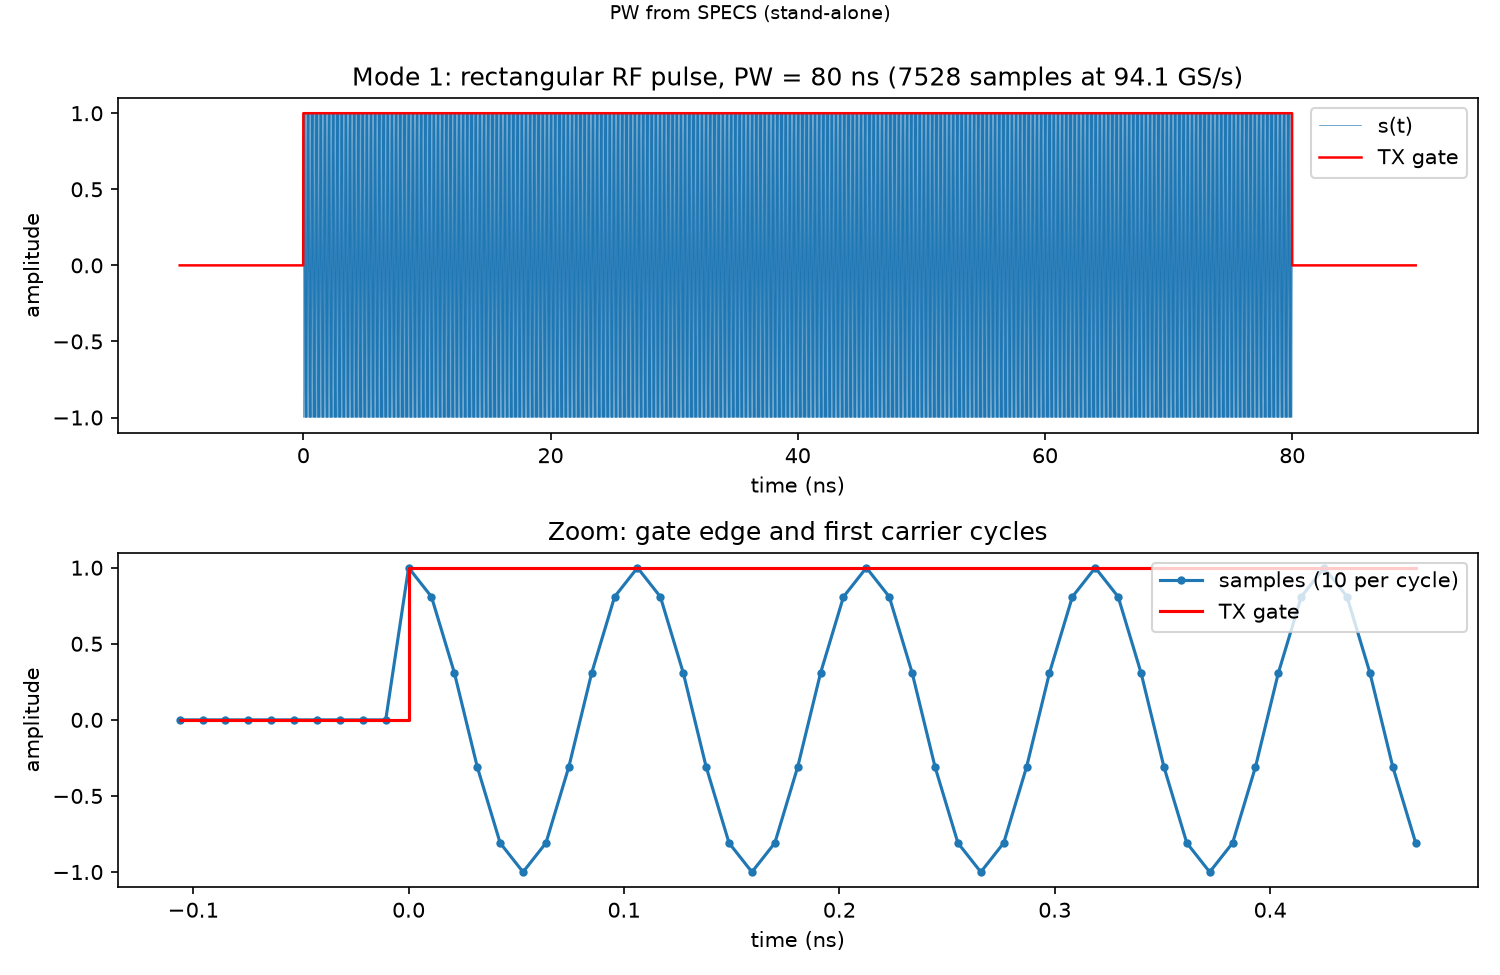 PW from SPECS (stand-alone)
Mode 1: rectangular RF pulse, PW = 80 ns (7528 samples at 94.1 GS/s)
1.0
0.5
0.0
−0.5
−1.0
amplitude
s(t)
TX gate
0 20 40 60 80
time (ns)
Zoom: gate edge and first carrier cycles
1.0
0.5
0.0
−0.5
−1.0
amplitude
samples (10 per cycle)
TX gate
−0.1 0.0 0.1 0.2 0.3 0.4
time (ns)